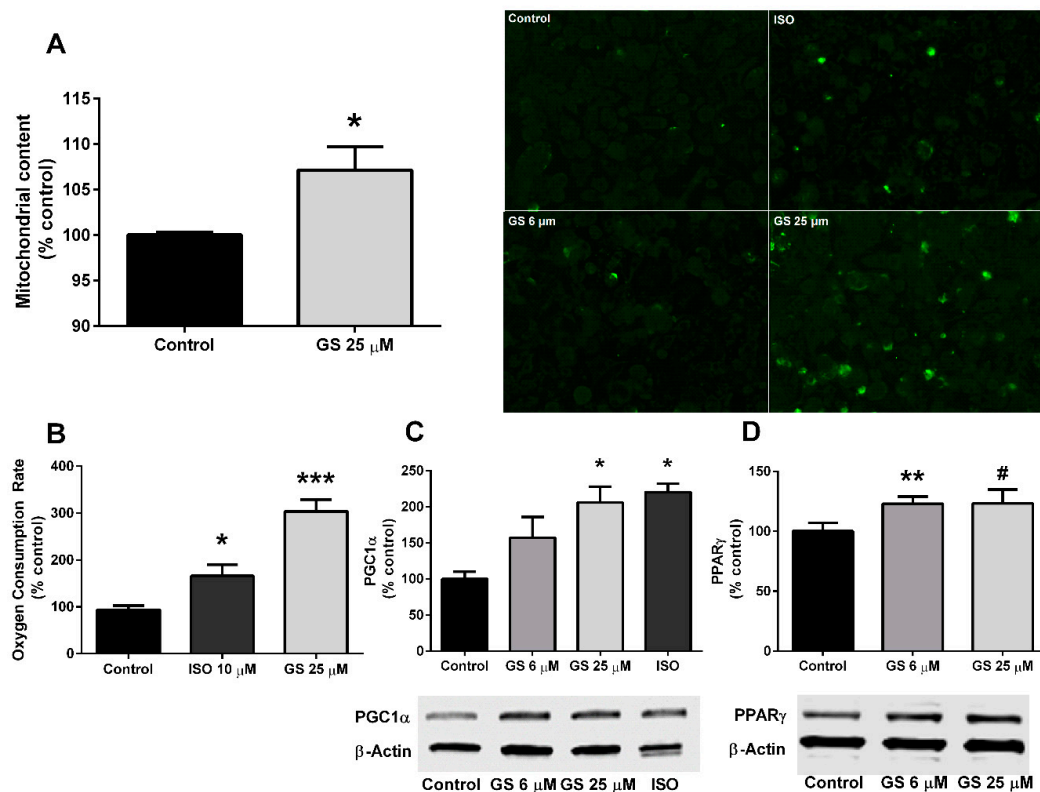 A
Mitochondrial content
(% control)
115
110
105
100
95
90
*
Control
GS 25 μM
Control
ISO
GS 6 μm
GS 25 μm
B
Oxygen Consumption Rate
(% control)
400
300
200
100
0
*
***
Control
ISO 10 μM
GS 25 μM
C
PGC1α
(% control)
250
200
150
100
50
0
*
*
Control
GS 6 μM
GS 25 μM
ISO
PGC1α
β-Actin
Control
GS 6 μM
GS 25 μM
ISO
D
PPARγ
(% control)
150
100
50
0
**
#
Control
GS 6 μM
GS 25 μM
PPARγ
β-Actin
Control
GS 6 μM
GS 25 μM